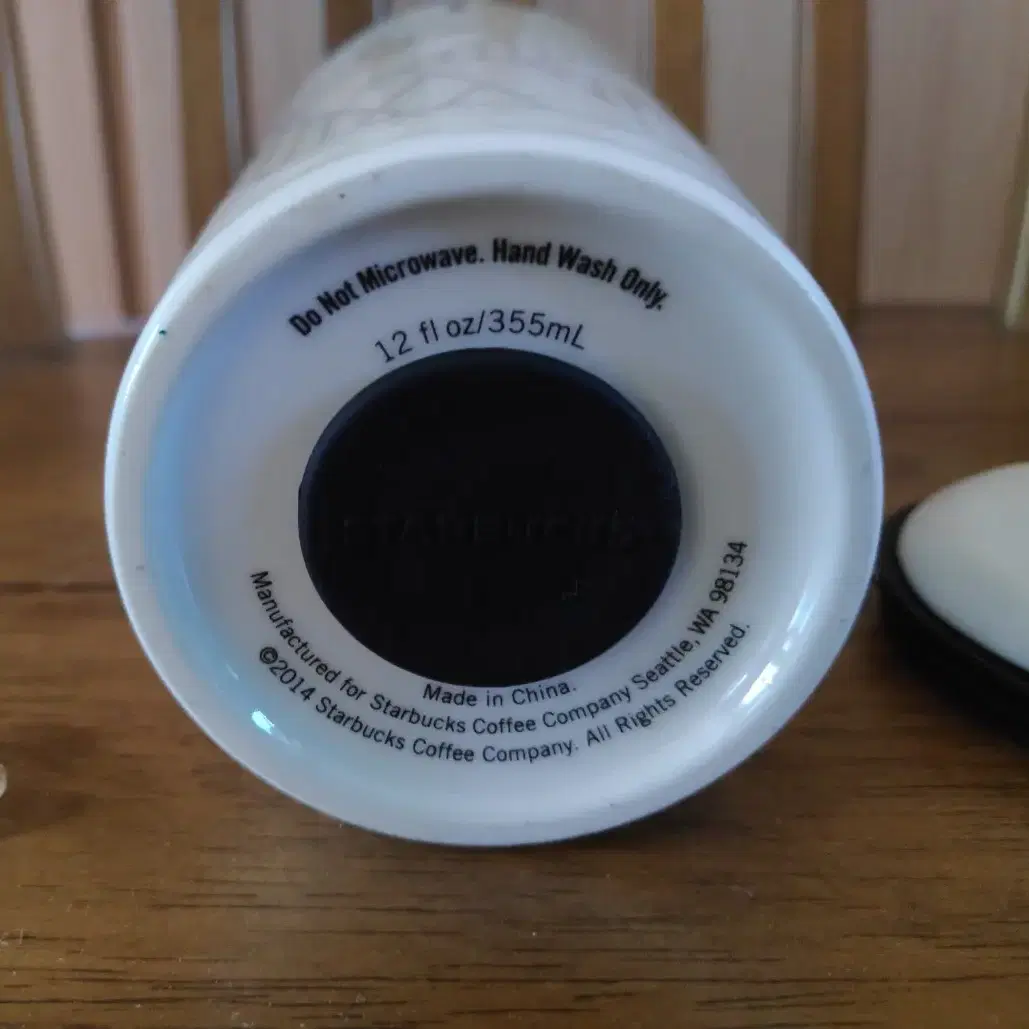 Do Not Microwave. Hand Wash Only.
12 fl oz/355mL
STARBUCKS
Made in China.
Manufactured for Starbucks Coffee Company Seattle, WA 98134
©2014 Starbucks Coffee Company. All Rights Reserved.